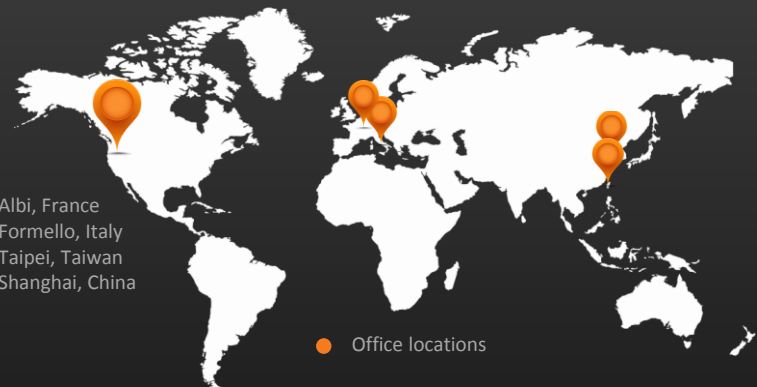 Albi, France
Formello, Italy
Taipei, Taiwan
Shanghai, China
Office locations